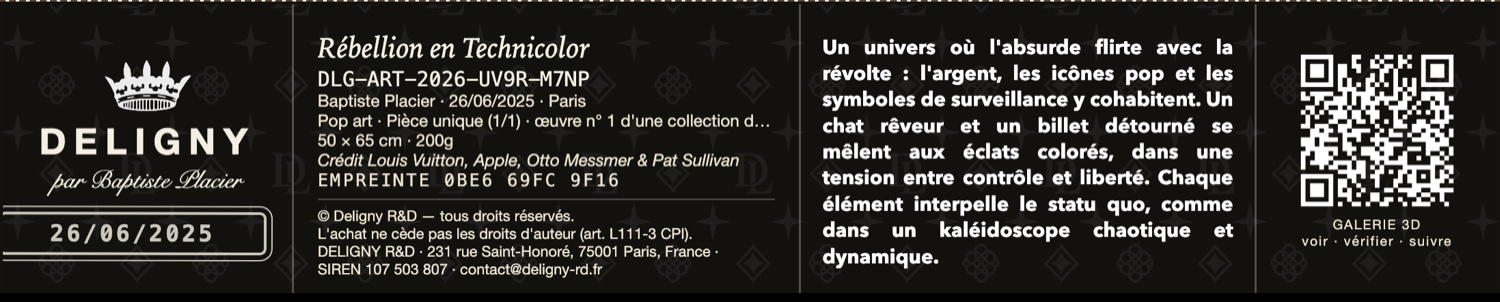 DELIGNY
par Baptiste Placier
26/06/2025
Rébellion en Technicolor
DLG–ART–2026–UV9R–M7NP
Baptiste Placier · 26/06/2025 · Paris
Pop art · Pièce unique (1/1) · œuvre n° 1 d'une collection d…
50 × 65 cm · 200g
Crédit Louis Vuitton, Apple, Otto Messmer & Pat Sullivan
EMPREINTE 0BE6 69FC 9F16
© Deligny R&D — tous droits réservés.
L'achat ne cède pas les droits d'auteur (art. L111-3 CPI).
DELIGNY R&D · 231 rue Saint-Honoré, 75001 Paris, France ·
SIREN 107 503 807 · contact@deligny-rd.fr
Un univers où l'absurde flirte avec la
révolte : l'argent, les icônes pop et les
symboles de surveillance y cohabitent. Un
chat rêveur et un billet détourné se
mêlent aux éclats colorés, dans une
tension entre contrôle et liberté. Chaque
élément interpelle le statu quo, comme
dans un kaléidoscope chaotique et
dynamique.
GALERIE 3D
voir · vérifier · suivre